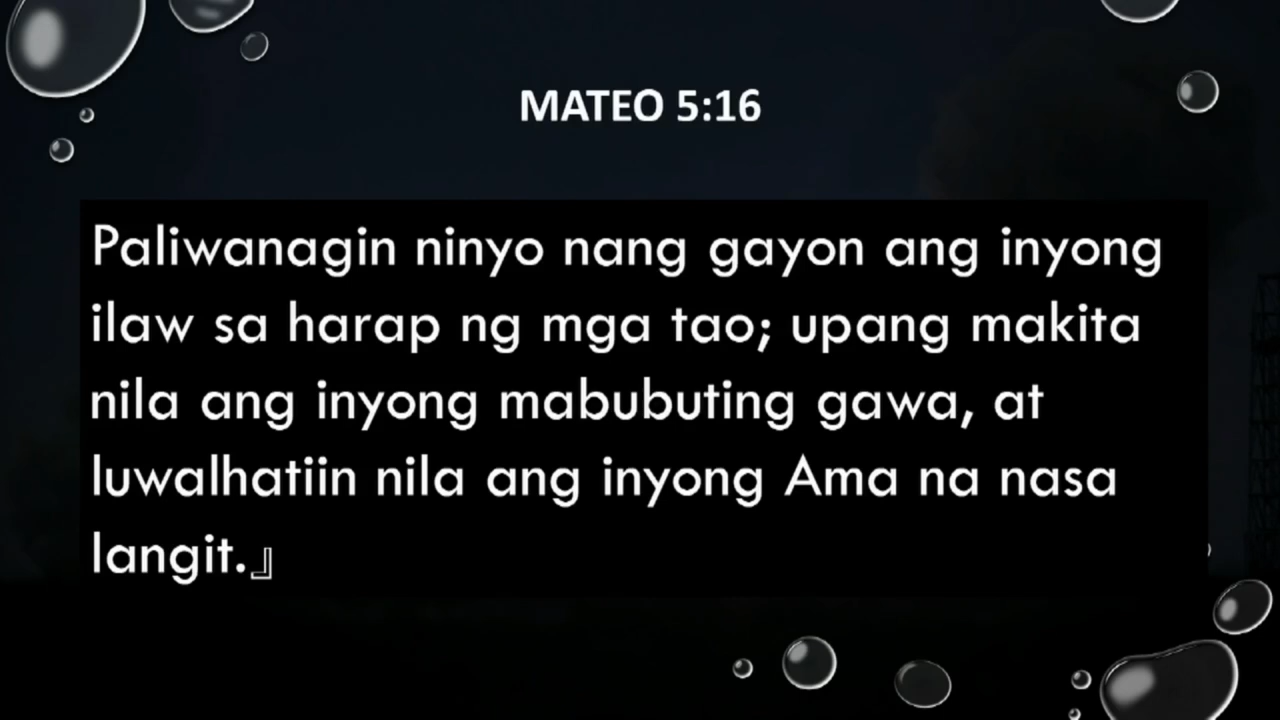 MATEO 5:16
Paliwanagin ninyo nang gayon ang inyong
ilaw sa harap ng mga tao; upang makita
nila ang inyong mabubuting gawa, at
luwalhatiin nila ang inyong Ama na nasa
langit.』